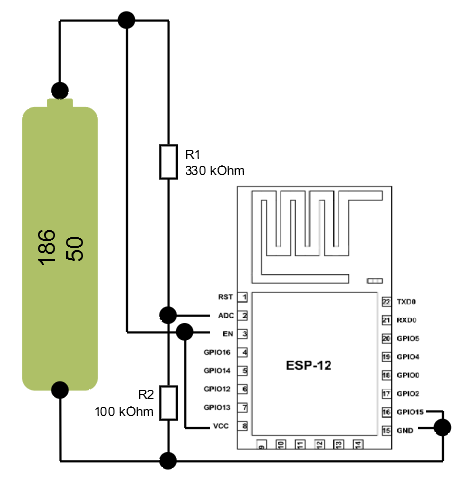 186
50
R1
330 kOhm
R2
100 kOhm
ESP-12
RST 1
ADC 2
EN 3
GPIO16 4
GPIO14 5
GPIO12 6
GPIO13 7
VCC 8
9 10 11 12 13 14
22 TXD0
21 RXD0
20 GPIO5
19 GPIO4
18 GPIO0
17 GPIO2
16 GPIO15
15 GND